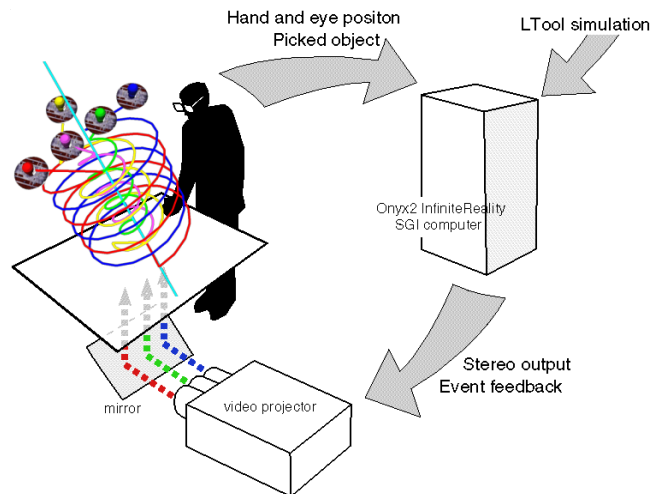 Hand and eye positon
Picked object
LTool simulation
Onyx2 InfiniteReality
SGI computer
Stereo output
Event feedback
mirror
video projector